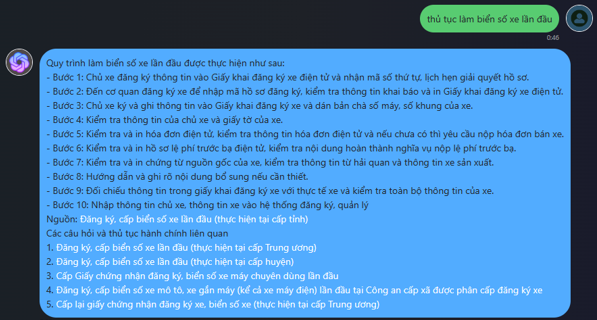 thủ tục làm biển số xe lần đầu
0:46
Quy trình làm biển số xe lần đầu được thực hiện như sau:
- Bước 1: Chủ xe đăng ký thông tin vào Giấy khai đăng ký xe điện tử và nhận mã số thứ tự, lịch hẹn giải quyết hồ sơ.
- Bước 2: Đến cơ quan đăng ký xe để nhập mã hồ sơ đăng ký, kiểm tra thông tin khai báo và in Giấy khai đăng ký xe điện tử.
- Bước 3: Chủ xe ký và ghi thông tin vào Giấy khai đăng ký xe và dán bản chà số máy, số khung của xe.
- Bước 4: Kiểm tra thông tin của chủ xe và giấy tờ của xe.
- Bước 5: Kiểm tra và in hóa đơn điện tử, kiểm tra thông tin hóa đơn điện tử và nếu chưa có thì yêu cầu nộp hóa đơn bán xe.
- Bước 6: Kiểm tra và in hồ sơ lệ phí trước bạ điện tử, kiểm tra nội dung hoàn thành nghĩa vụ nộp lệ phí trước bạ.
- Bước 7: Kiểm tra và in chứng từ nguồn gốc của xe, kiểm tra thông tin từ hải quan và thông tin xe sản xuất.
- Bước 8: Hướng dẫn và ghi rõ nội dung bổ sung nếu cần thiết.
- Bước 9: Đối chiếu thông tin trong giấy khai đăng ký xe với thực tế xe và kiểm tra toàn bộ thông tin của xe.
- Bước 10: Nhập thông tin chủ xe, thông tin xe vào hệ thống đăng ký, quản lý
Nguồn: Đăng ký, cấp biển số xe lần đầu (thực hiện tại cấp tỉnh)
Các câu hỏi và thủ tục hành chính liên quan
1. Đăng ký, cấp biển số xe lần đầu (thực hiện tại cấp Trung ương)
2. Đăng ký, cấp biển số xe lần đầu (thực hiện tại cấp huyện)
3. Cấp Giấy chứng nhận đăng ký, biển số xe máy chuyên dùng lần đầu
4. Đăng ký, cấp biển số xe mô tô, xe gắn máy (kể cả xe máy điện) lần đầu tại Công an cấp xã được phân cấp đăng ký xe
5. Cấp lại giấy chứng nhận đăng ký xe, biển số xe (thực hiện tại cấp Trung ương)